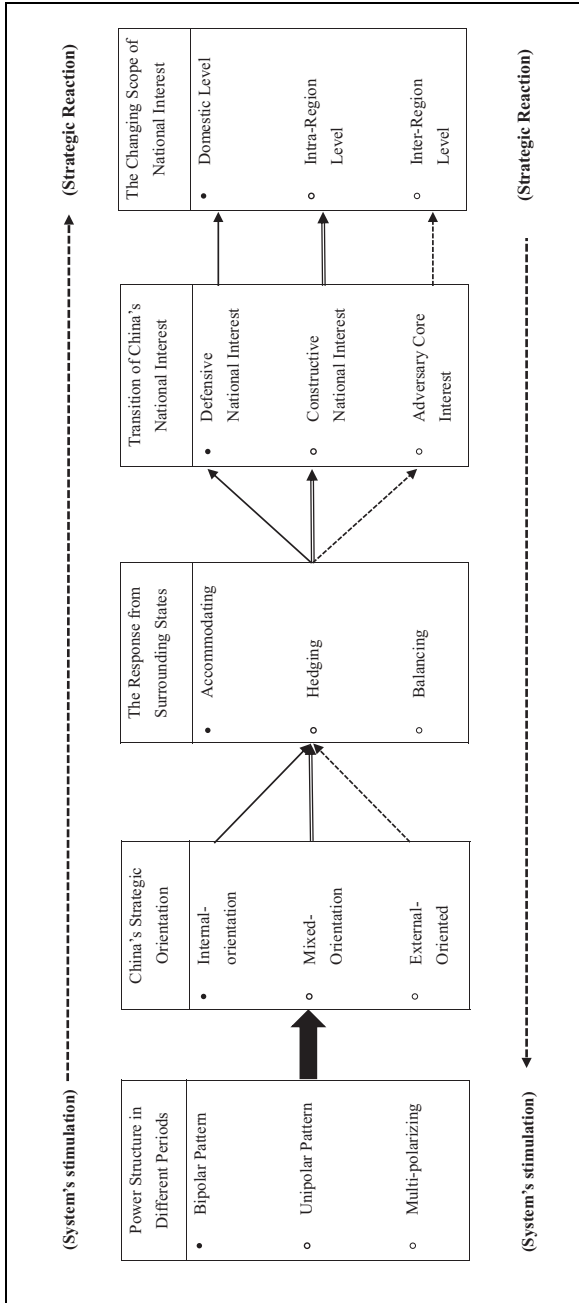 (System's stimulation)
(Strategic Reaction)
Power Structure in
Different Periods
• Bipolar Pattern
o Unipolar Pattern
o Multi-polarizing
China's Strategic
Orientation
• Internal-
orientation
o Mixed-
Orientation
o External-
Oriented
The Response from
Surrounding States
• Accommodating
o Hedging
o Balancing
Transition of China's
National Interest
• Defensive
National Interest
o Constructive
National Interest
o Adversary Core
Interest
The Changing Scope of
National Interest
• Domestic Level
o Intra-Region
Level
o Inter-Region
Level
(System's stimulation)
(Strategic Reaction)